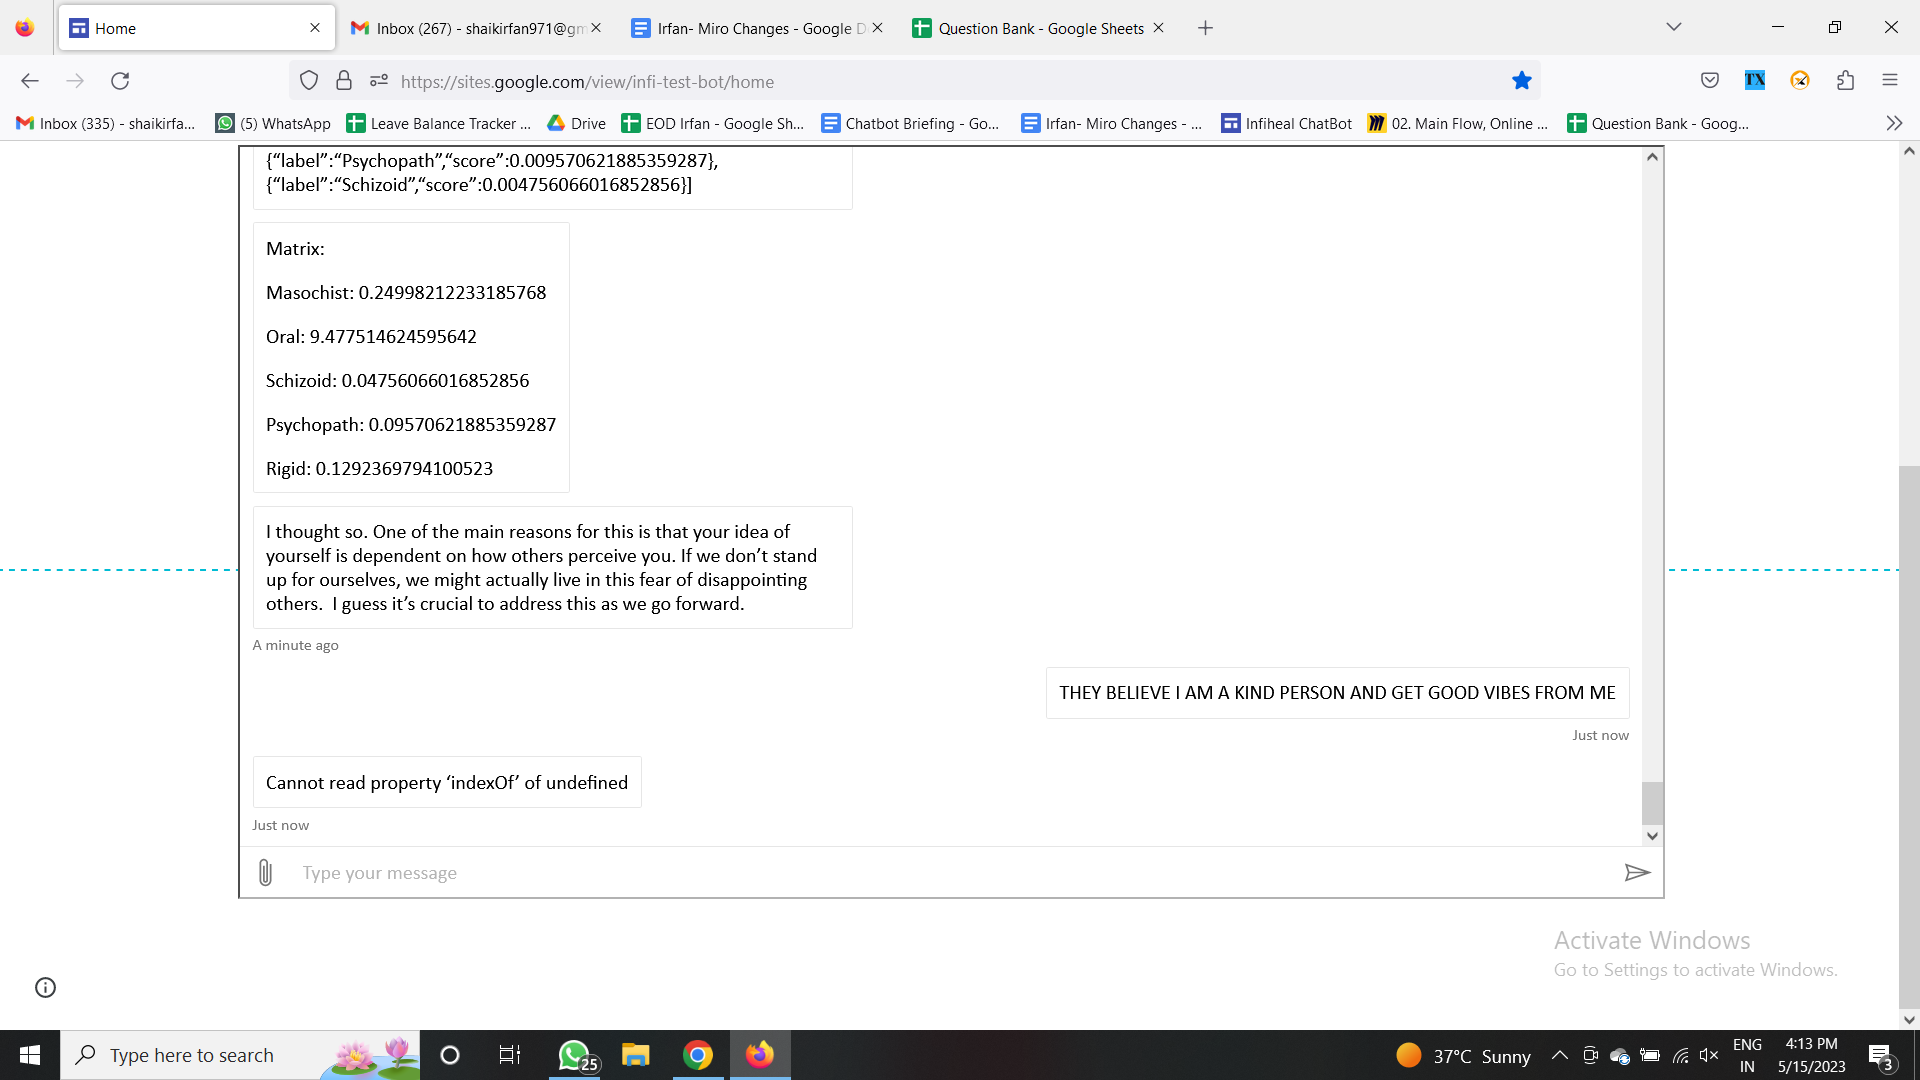 Home
Inbox (267) - shaikirfan971@gm
Irfan- Miro Changes - Google D
Question Bank - Google Sheets
https://sites.google.com/view/infi-test-bot/home
TX
Inbox (335) - shaikirfa...
(5) WhatsApp
Leave Balance Tracker ...
Drive
EOD Irfan - Google Sh...
Chatbot Briefing - Go...
Irfan- Miro Changes - ...
Infiheal ChatBot
02. Main Flow, Online ...
Question Bank - Goog...
{“label”:“Psychopath”,“score”:0.009570621885359287},
{“label”:“Schizoid”,“score”:0.004756066016852856}]
Matrix:
Masochist: 0.24998212233185768
Oral: 9.477514624595642
Schizoid: 0.04756066016852856
Psychopath: 0.09570621885359287
Rigid: 0.1292369794100523
I thought so. One of the main reasons for this is that your idea of
yourself is dependent on how others perceive you. If we don’t stand
up for ourselves, we might actually live in this fear of disappointing
others.  I guess it’s crucial to address this as we go forward.
A minute ago
THEY BELIEVE I AM A KIND PERSON AND GET GOOD VIBES FROM ME
Just now
Cannot read property ‘indexOf’ of undefined
Just now
Type your message
Activate Windows
Go to Settings to activate Windows.
Type here to search
25
37°C Sunny
ENG
IN
4:13 PM
5/15/2023
3